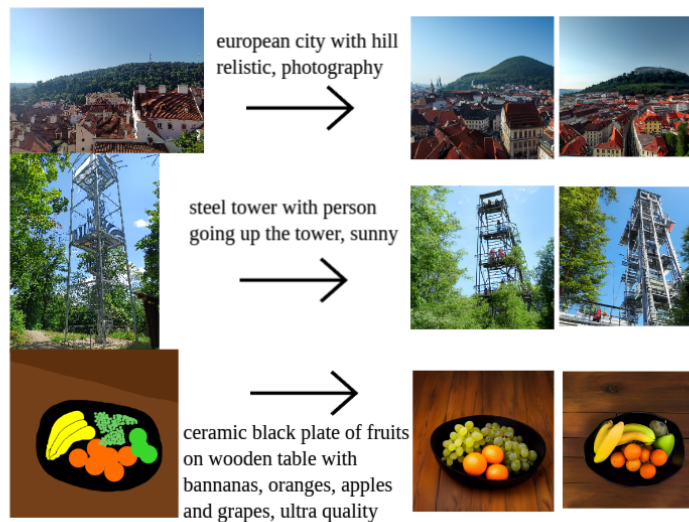 european city with hill
relistic, photography
steel tower with person
going up the tower, sunny
ceramic black plate of fruits
on wooden table with
bannanas, oranges, apples
and grapes, ultra quality